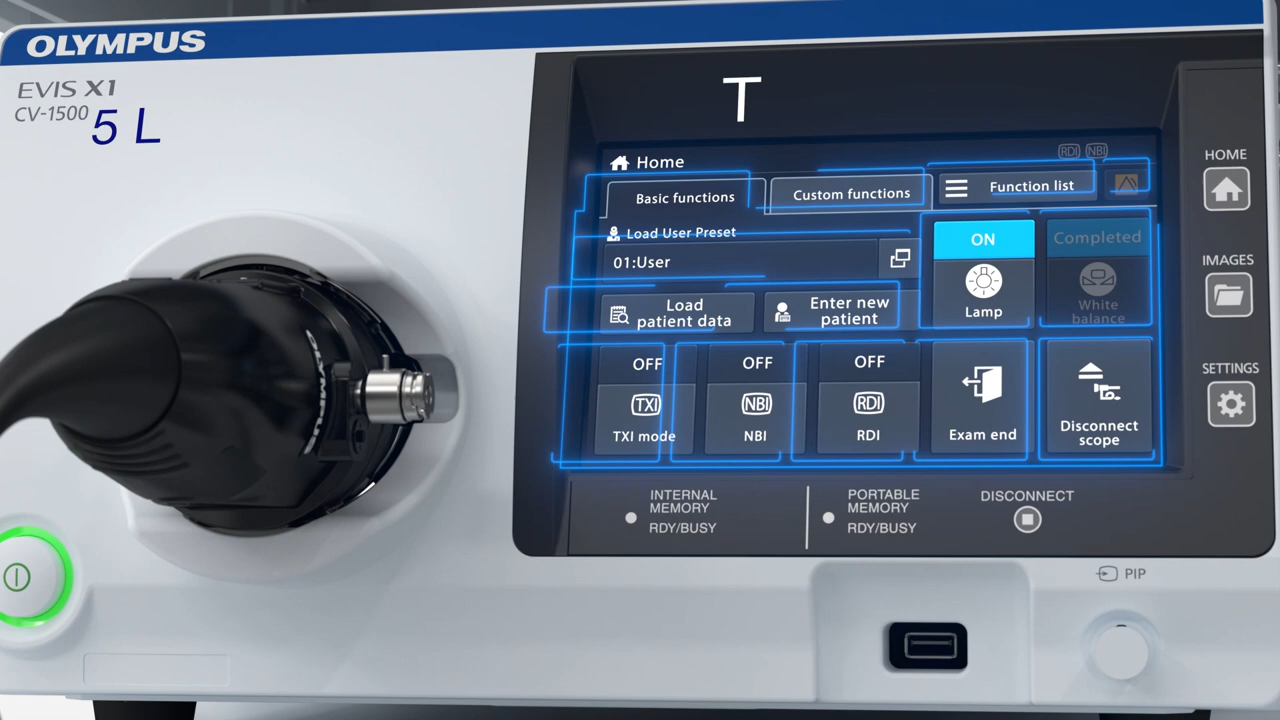 OLYMPUS
EVIS X1
CV-1500
5 L
T
Home
RDI NBI
Basic functions
Custom functions
Function list
Load User Preset
01:User
ON
Lamp
Completed
White
balance
Load
patient data
Enter new
patient
OFF
TXI
TXI mode
OFF
NBI
NBI
OFF
RDI
RDI
Exam end
Disconnect
scope
HOME
IMAGES
SETTINGS
INTERNAL
MEMORY
RDY/BUSY
PORTABLE
MEMORY
RDY/BUSY
DISCONNECT
PIP
OLYMPUS